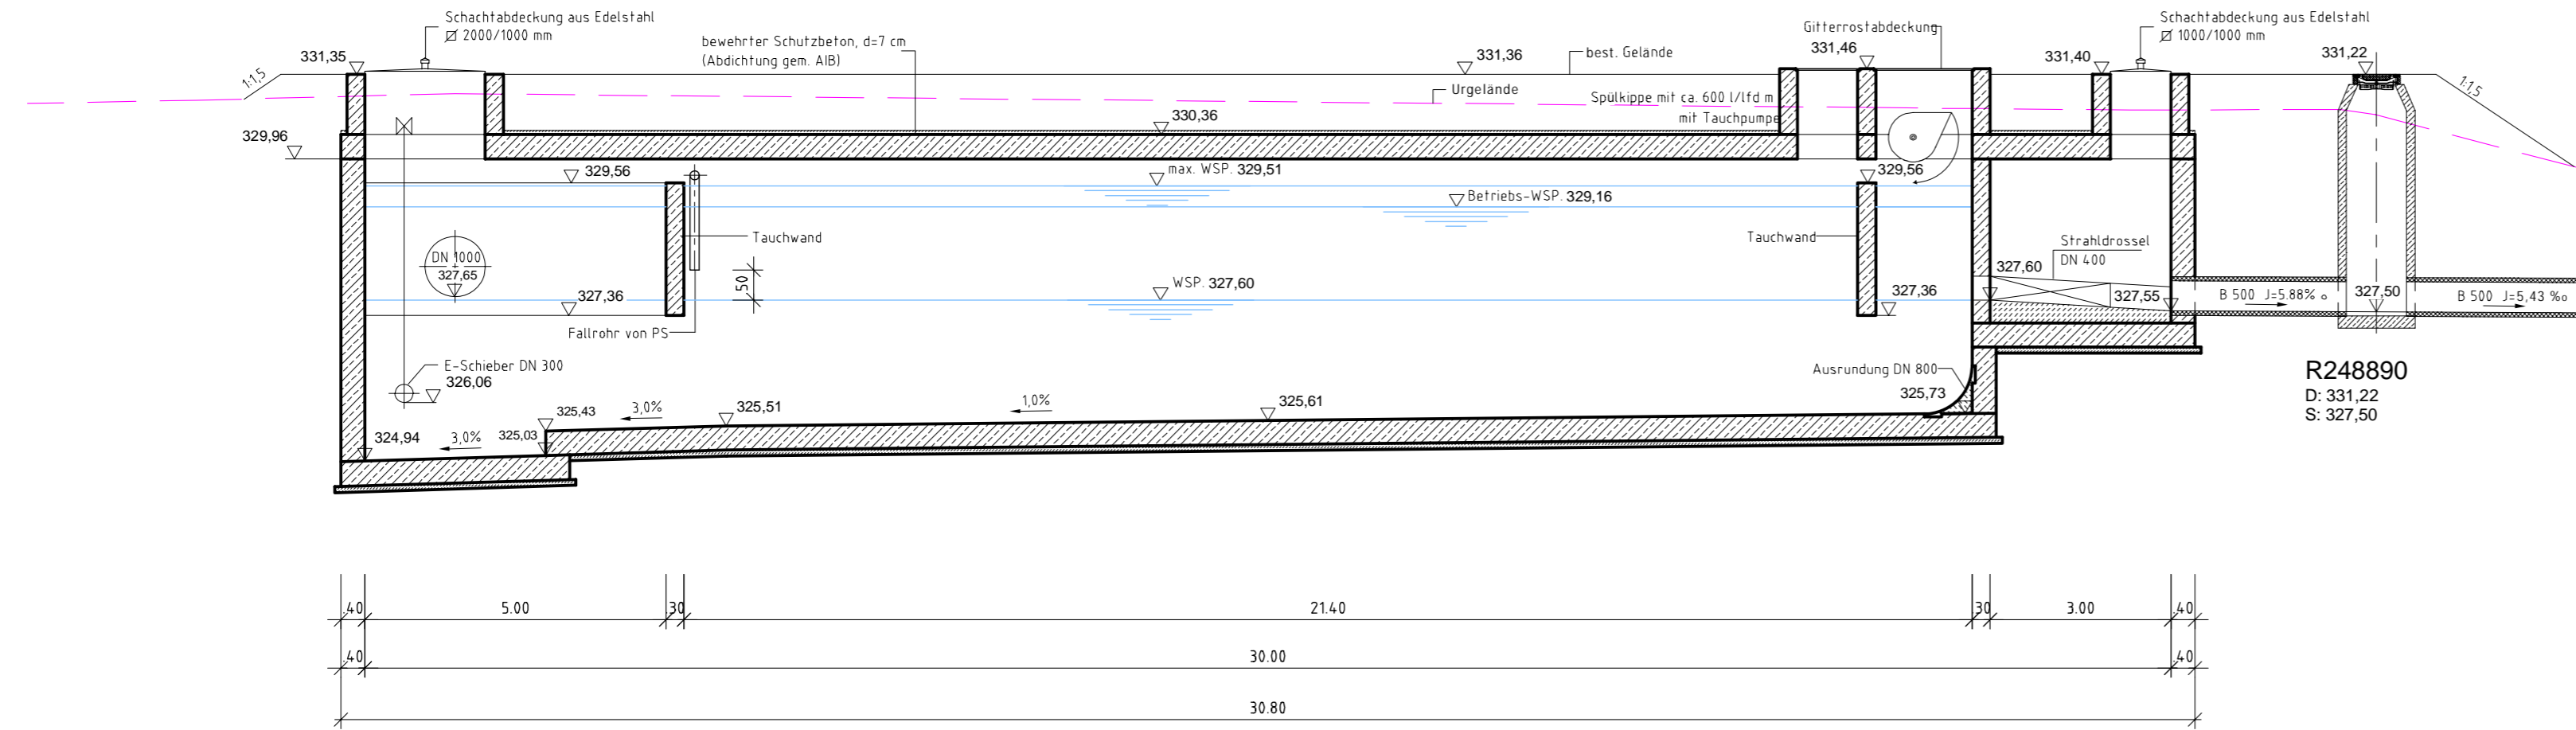 Schachtabdeckung aus Edelstahl
2000/1000 mm
331,35
1:1,5
bewehrter Schutzbeton, d=7 cm
(Abdichtung gem. AIB)
331,36
best. Gelände
Gitterrostabdeckung
331,46
Schachtabdeckung aus Edelstahl
1000/1000 mm
331,40
331,22
1:1,5
Urgelände
Spülkippe mit ca. 600 l/lfd m
mit Tauchpumpe
329,96
330,36
329,56
max. WSP. 329,51
329,56
Betriebs-WSP. 329,16
Tauchwand
Tauchwand
Strahldrossel
DN 400
DN 1000
327,65
50
WSP. 327,60
327,60
327,36
327,36
327,55
B 500 J=5.88% o
327,50
B 500 J=5,43 ‰
Fallrohr von PS
E-Schieber DN 300
326,06
Ausrundung DN 800
325,73
R248890
D: 331,22
S: 327,50
325,43
3,0%
325,51
1,0%
325,61
324,94
3,0%
325,03
.40
5.00
.30
21.40
.30
3.00
.40
.40
30.00
.40
30.80